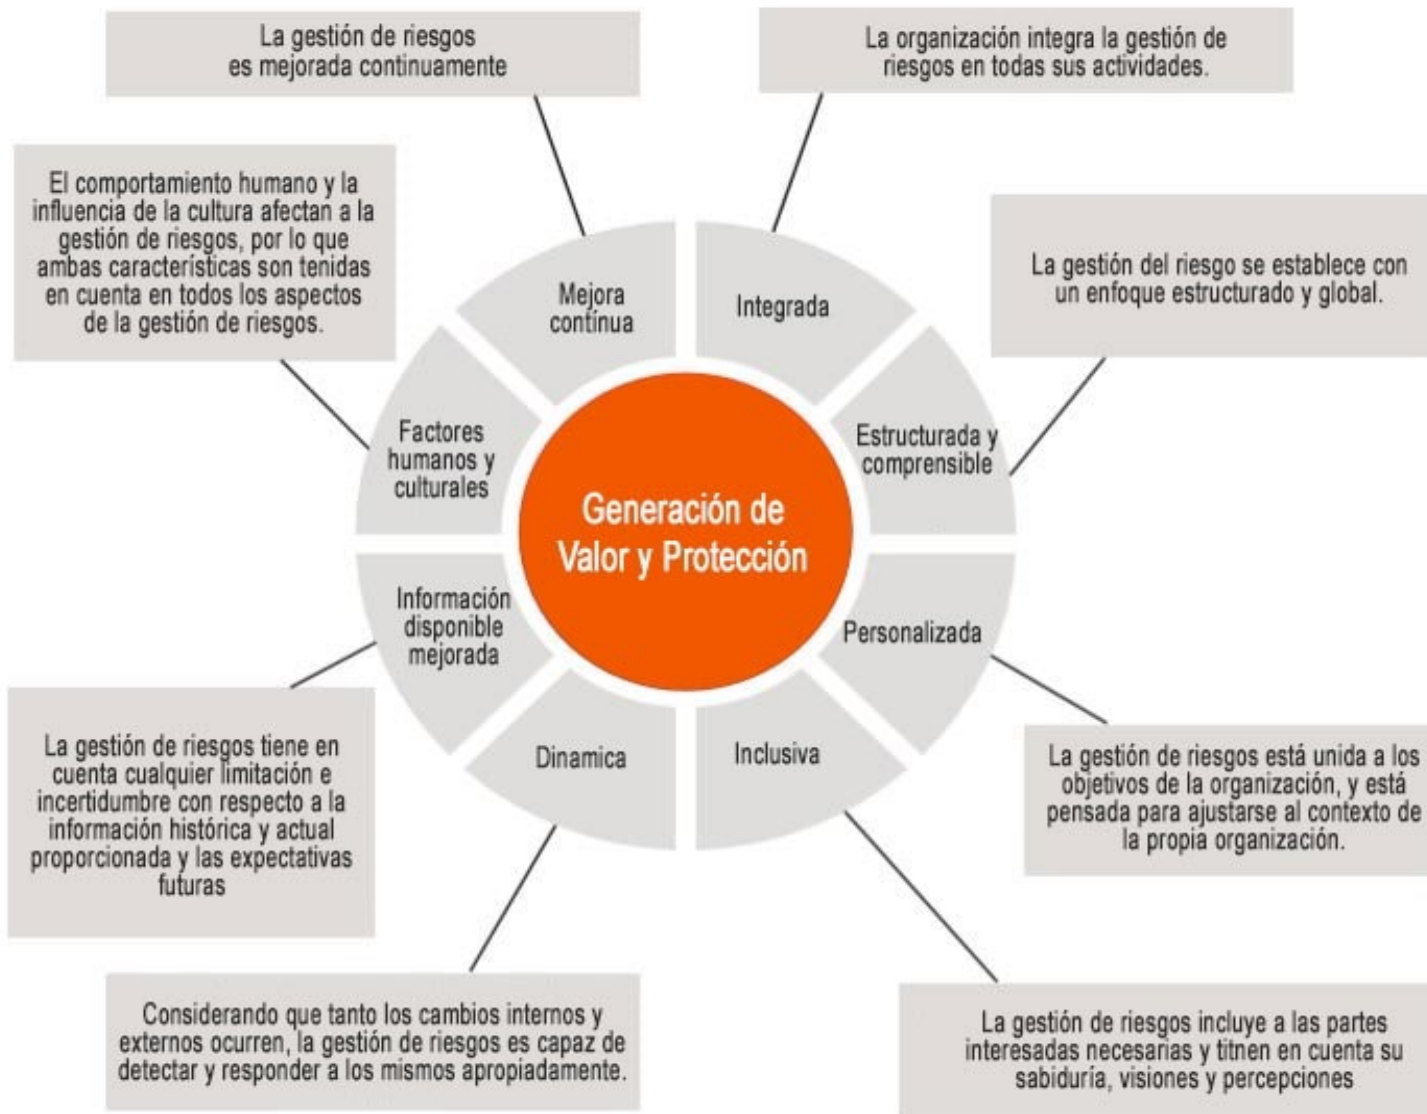 La gestión de riesgos
es mejorada continuamente
La organización integra la gestión de
riesgos en todas sus actividades.
El comportamiento humano y la
influencia de la cultura afectan a la
gestión de riesgos, por lo que
ambas características son tenidas
en cuenta en todos los aspectos
de la gestión de riesgos.
La gestión del riesgo se establece con
un enfoque estructurado y global.
Mejora
contínua
Integrada
Factores
humanos y
culturales
Estructurada y
comprensible
Generación de
Valor y Protección
Información
disponible
mejorada
Personalizada
Dinamica
Inclusiva
La gestión de riesgos tiene en
cuenta cualquier limitación e
incertidumbre con respecto a la
información histórica y actual
proporcionada y las expectativas
futuras
La gestión de riesgos está unida a los
objetivos de la organización, y está
pensada para ajustarse al contexto de
la propia organización.
Considerando que tanto los cambios internos y
externos ocurren, la gestión de riesgos es capaz de
detectar y responder a los mismos apropiadamente.
La gestión de riesgos incluye a las partes
interesadas necesarias y titnen en cuenta su
sabiduría, visiones y percepciones